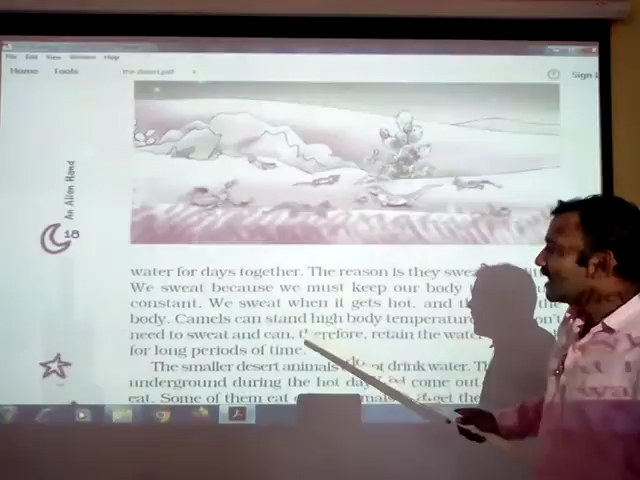 File Edit View Window Help
Home Tools the desert.pdf Sign I
An Alien Hand
18
water for days together. The reason is they
We sweat because we must keep our body
constant. We sweat when it gets hot, and the
body. Camels can stand high body
need to sweat and can, therefore, retain the
for long periods of time.
The smaller desert animals do not drink water.
underground during the hot day come out
eat. Some of them eat get